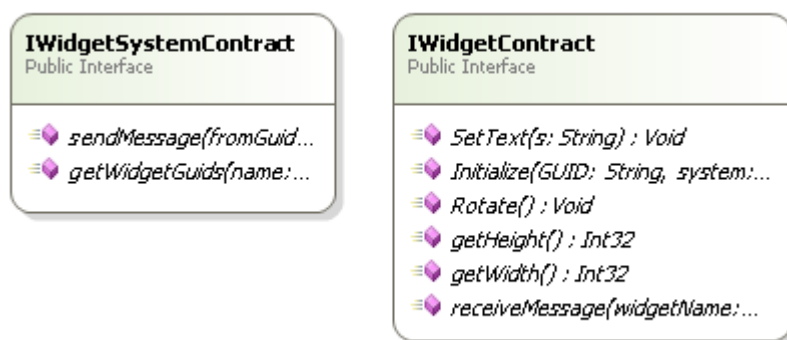 IWidgetSystemContract
Public Interface
sendMessage(fromGuid...
getWidgetGuids(name:...
IWidgetContract
Public Interface
SetText(s: String) : Void
Initialize(GUID: String, system:...
Rotate() : Void
getHeight() : Int32
getWidth() : Int32
receiveMessage(widgetName:...